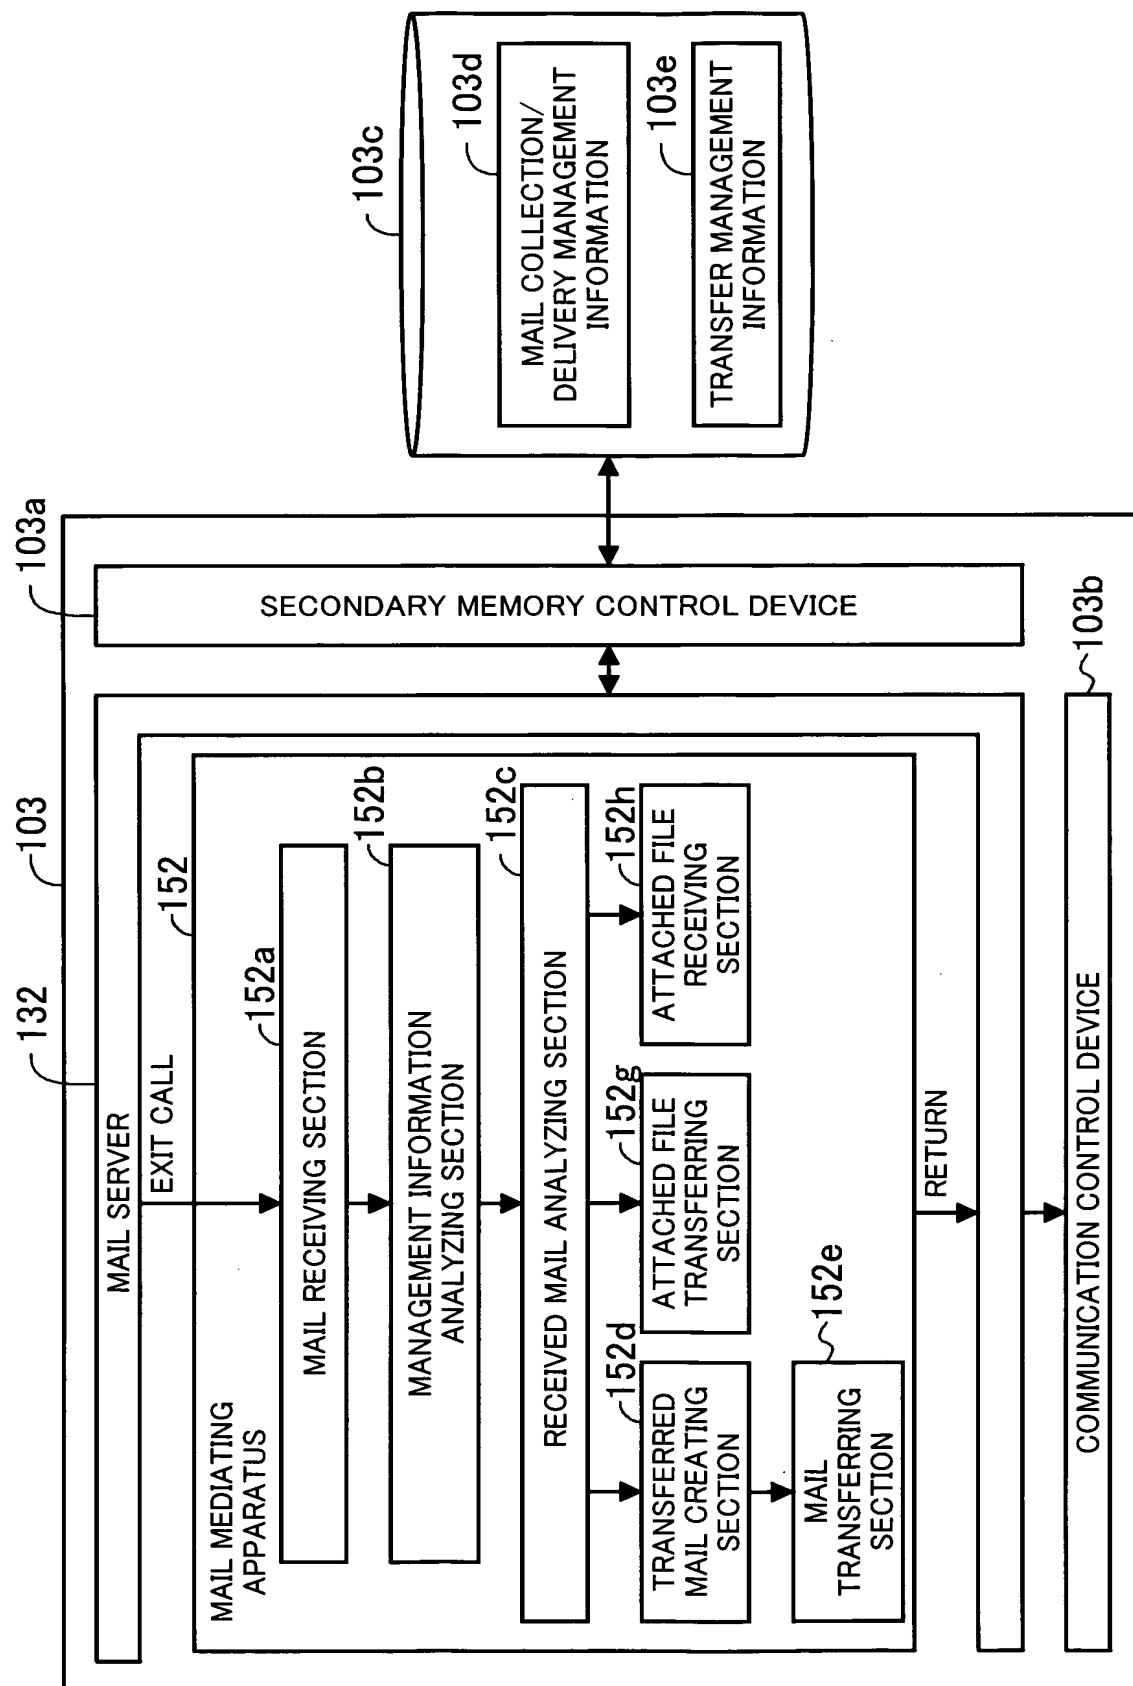 103
132
MAIL SERVER
EXIT CALL
152
MAIL MEDIATING
APPARATUS
152a
MAIL RECEIVING SECTION
152b
MANAGEMENT INFORMATION
ANALYZING SECTION
152c
RECEIVED MAIL ANALYZING SECTION
152d
TRANSFERRED
MAIL CREATING
SECTION
152g
ATTACHED FILE
TRANSFERRING
SECTION
152h
ATTACHED FILE
RECEIVING
SECTION
152e
MAIL
TRANSFERRING
SECTION
RETURN
103a
SECONDARY MEMORY CONTROL DEVICE
103b
COMMUNICATION CONTROL DEVICE
103c
103d
MAIL COLLECTION/
DELIVERY MANAGEMENT
INFORMATION
103e
TRANSFER MANAGEMENT
INFORMATION